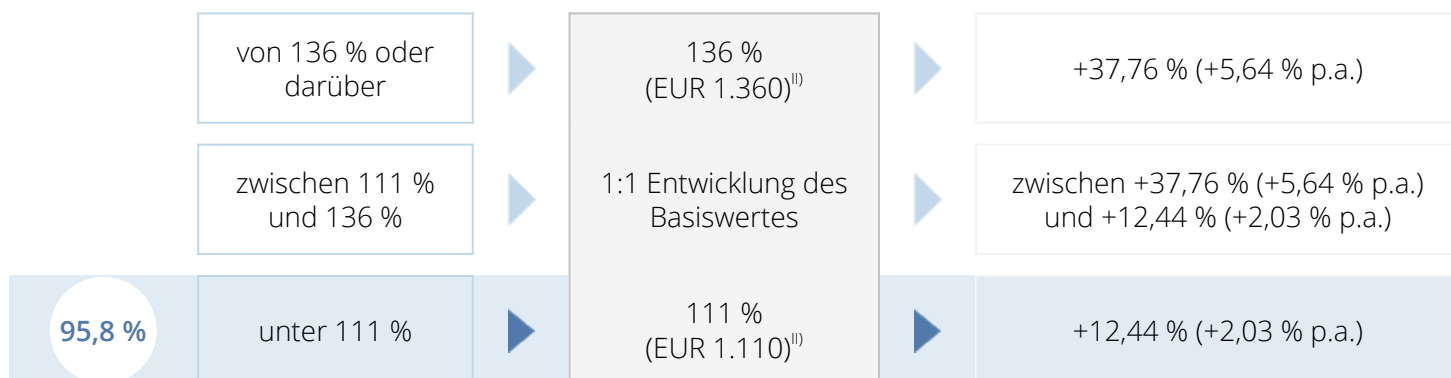 von 136 % oder
darüber
136 %
(EUR 1.360)II)
+37,76 % (+5,64 % p.a.)
zwischen 111 %
und 136 %
1:1 Entwicklung des
Basiswertes
zwischen +37,76 % (+5,64 % p.a.)
und +12,44 % (+2,03 % p.a.)
95,8 %
unter 111 %
111 %
(EUR 1.110)II)
+12,44 % (+2,03 % p.a.)